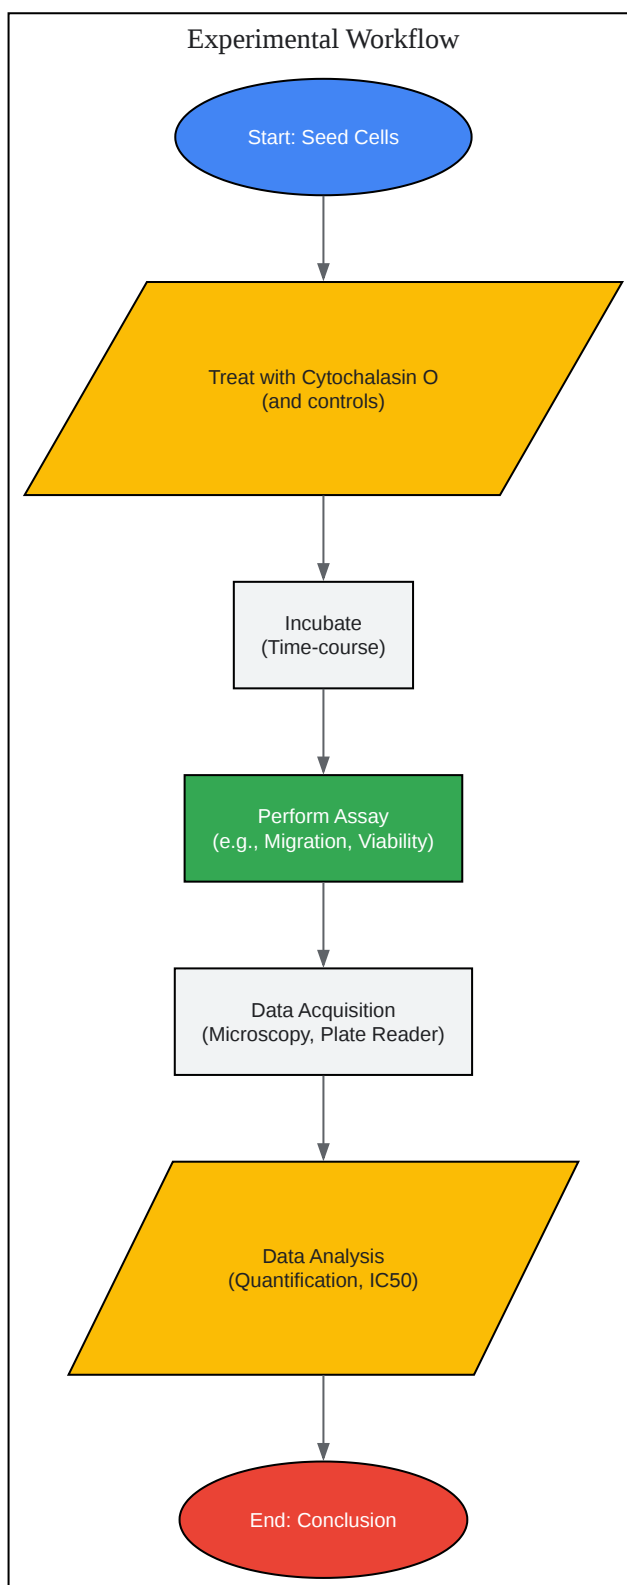 Experimental Workflow
Start: Seed Cells
Treat with Cytochalasin O
(and controls)
Incubate
(Time-course)
Perform Assay
(e.g., Migration, Viability)
Data Acquisition
(Microscopy, Plate Reader)
Data Analysis
(Quantification, IC50)
End: Conclusion